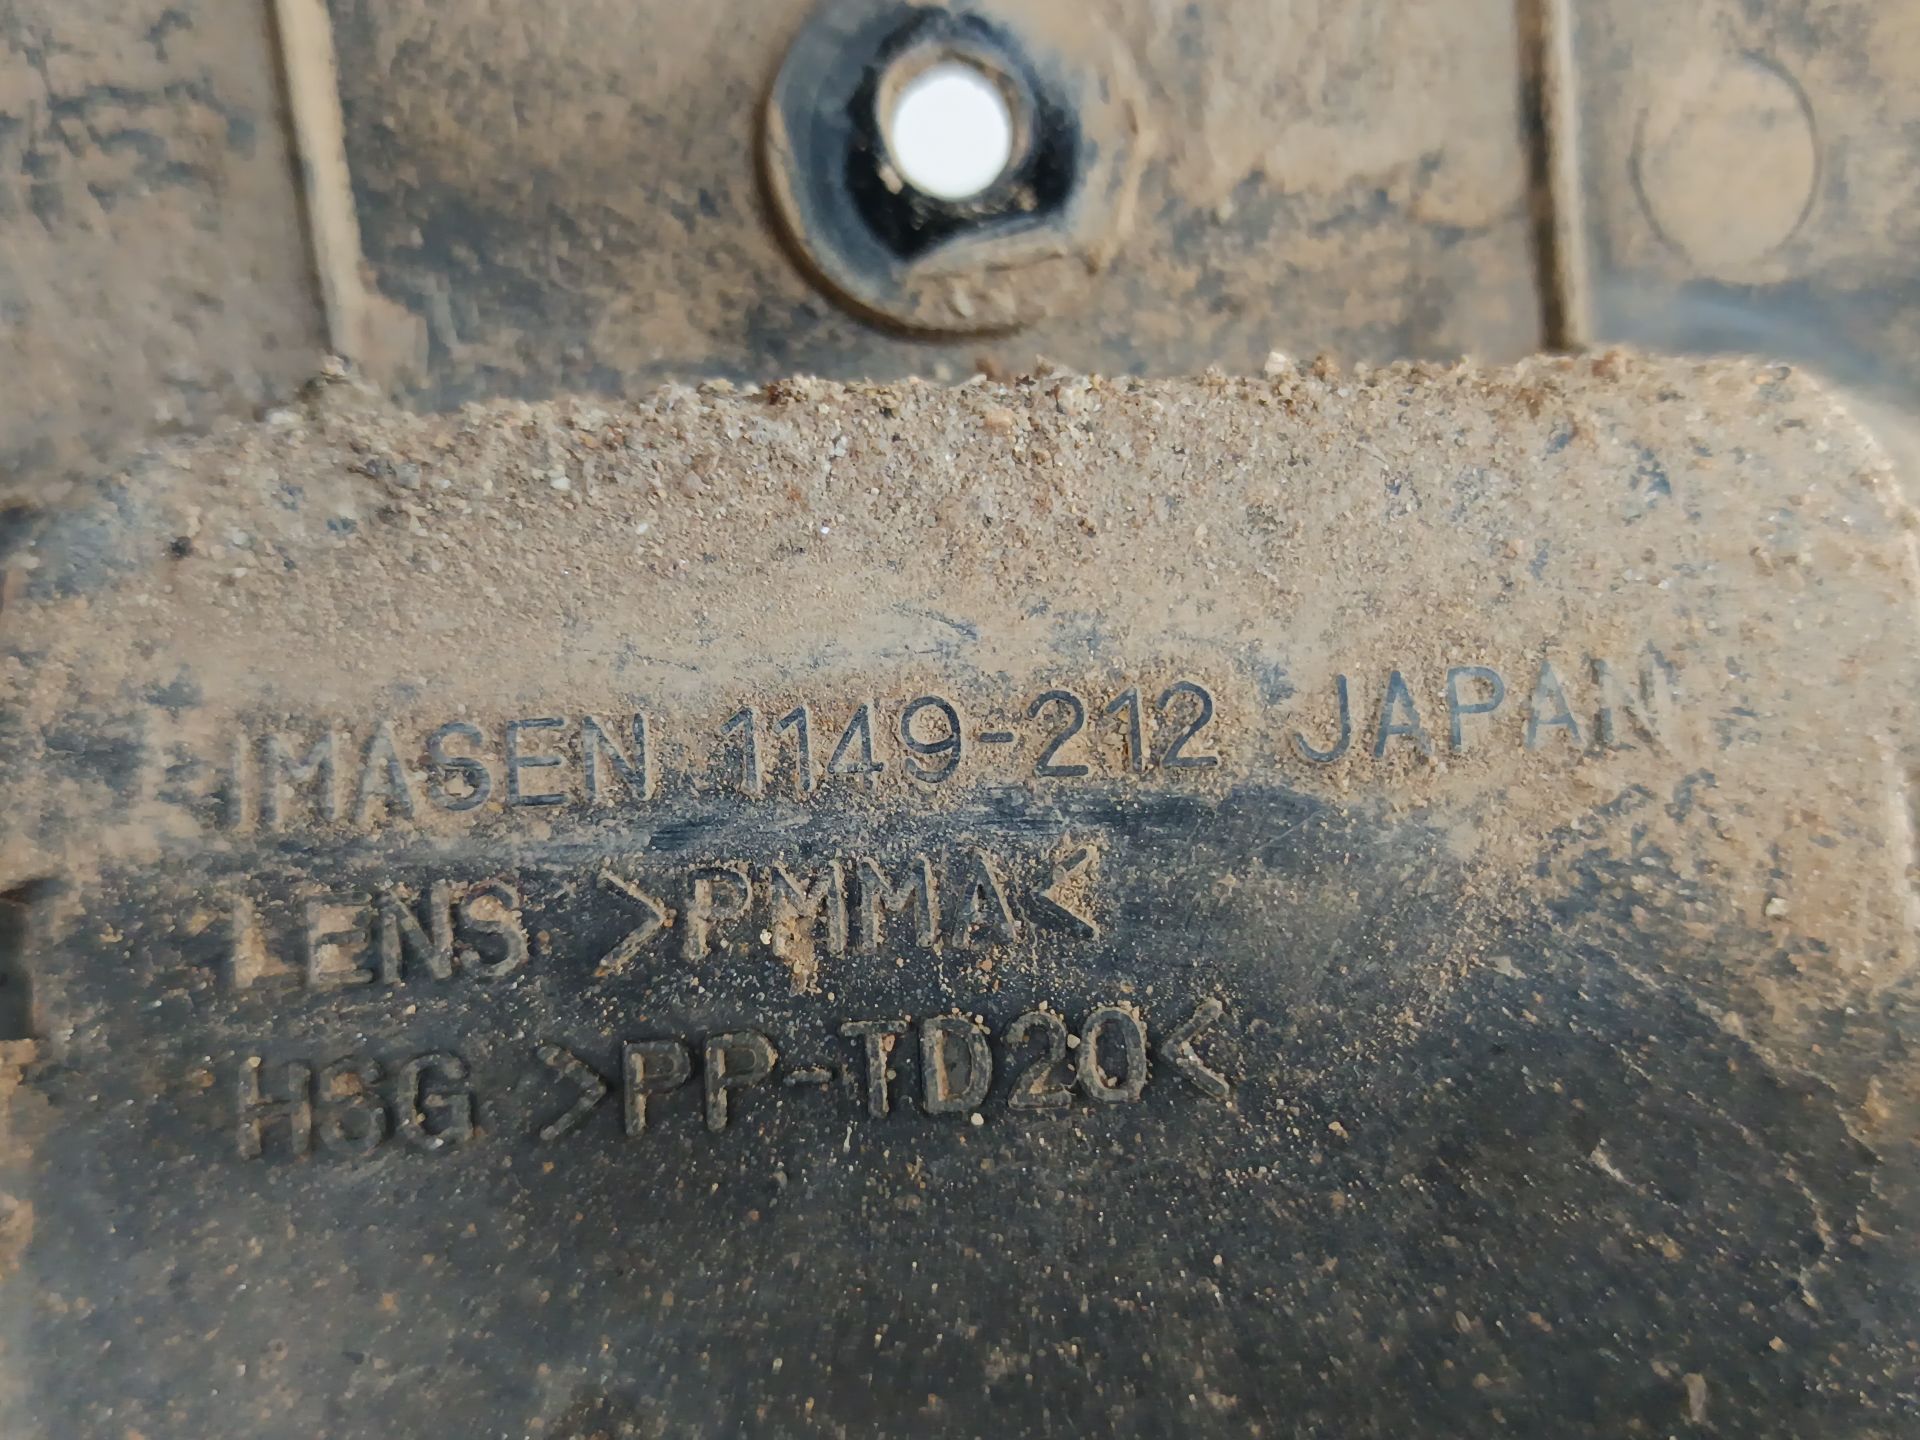 IMASEN 1149-212 JAPAN
LENS >PMMA<
HSG >PP-TD20<